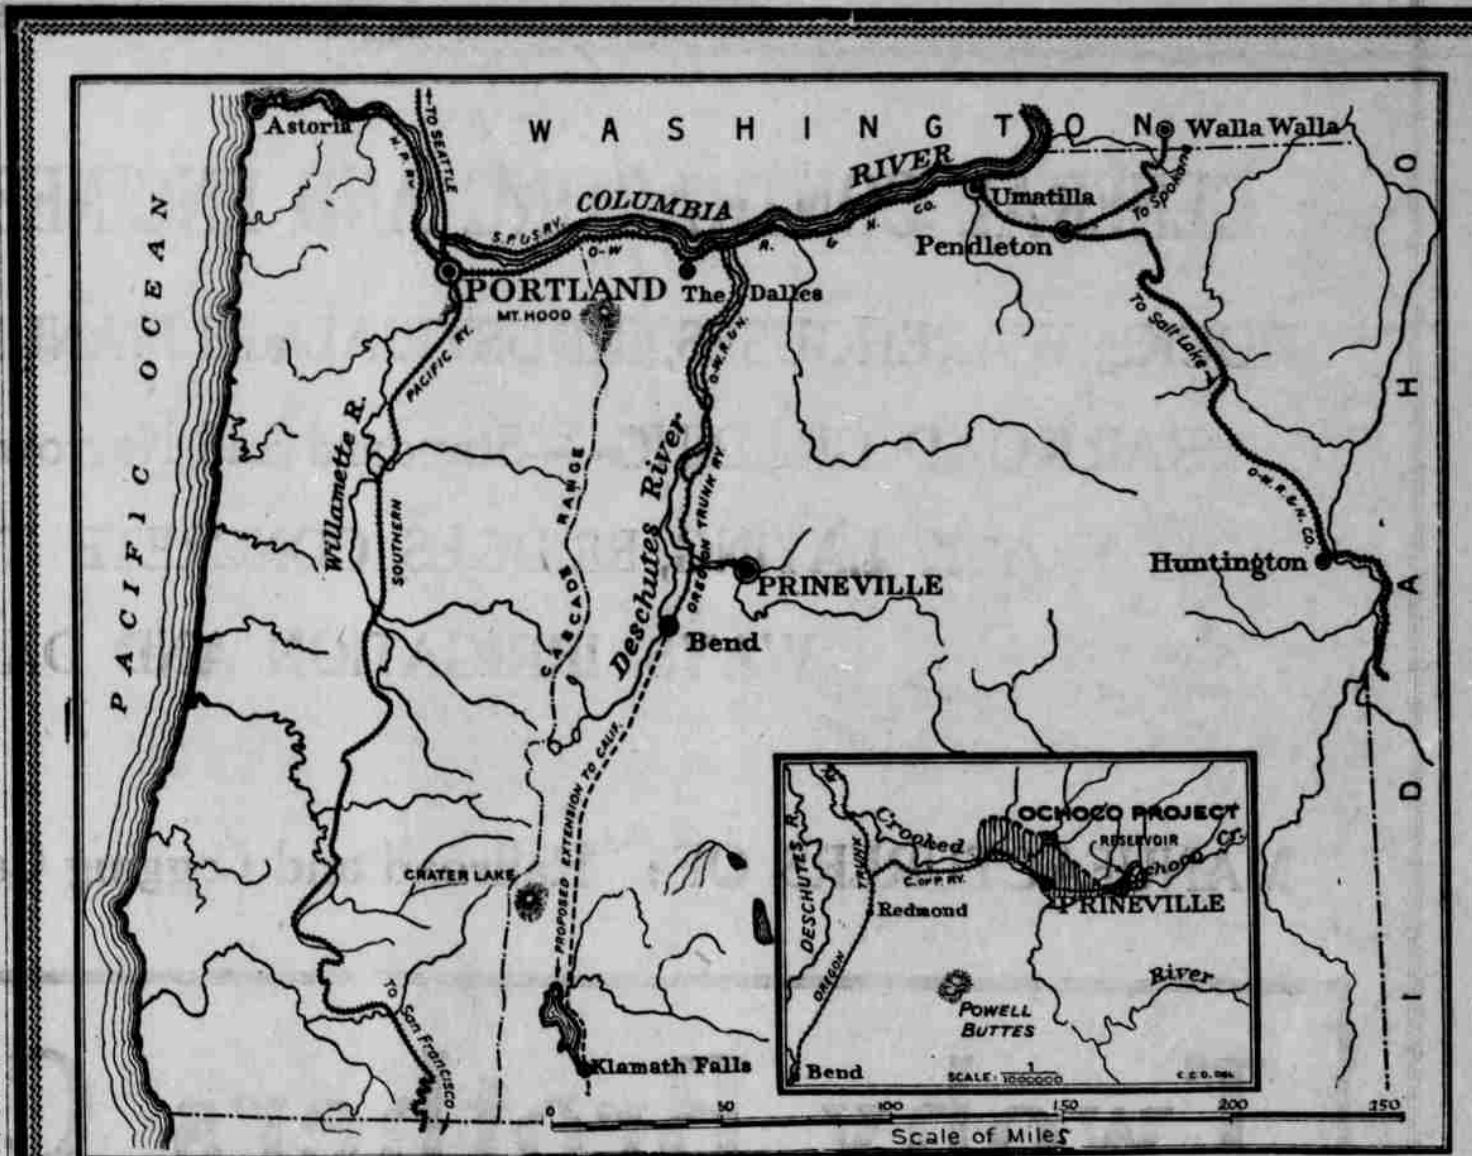 WASHINGTON
Astoria
TO SEATTLE
N. P. RY.
Walla Walla
COLUMBIA RIVER
S.P. & S. RY.
O-W R. & N. CO.
Umatilla
To Spokane
Pendleton
PORTLAND
The Dalles
MT. HOOD
To Salt Lake
O-W. R. & N.
PACIFIC OCEAN
SOUTHERN PACIFIC RY.
Willamette R.
CASCADE RANGE
Deschutes River
OREGON TRUNK RY.
O-W. R. & N. CO.
Huntington
PRINEVILLE
Bend
IDAHO
PROPOSED EXTENSION TO CALIF.
CRATER LAKE
TO San Francisco
Klamath Falls
OCHOCO PROJECT
RESERVOIR
Crooked
Ochoco Cr.
C. OF P. RY.
PRINEVILLE
Redmond
DESCHUTES R.
OREGON TRUNK
River
POWELL
BUTTES
Bend
SCALE: 1/1000000
0 50 100 150 200 250
Scale of Miles